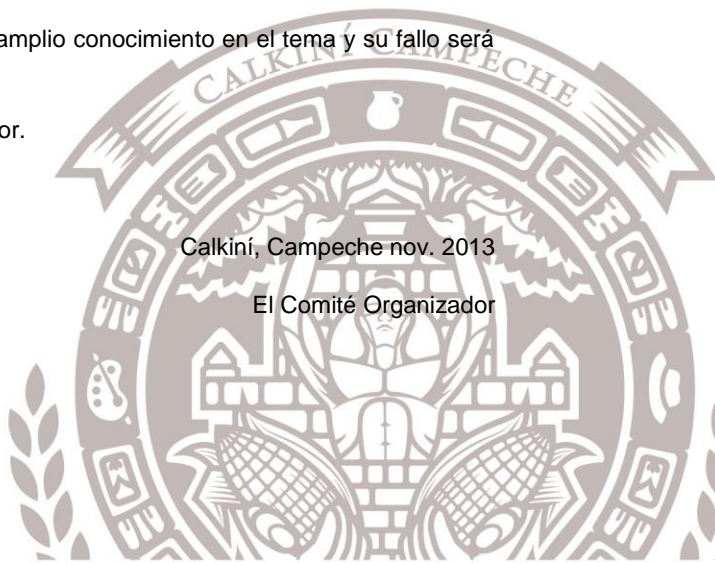 amplio conocimiento en el tema y su fallo será
CALKINÍ CAMPECHE
or.
Calkiní, Campeche nov. 2013
El Comité Organizador